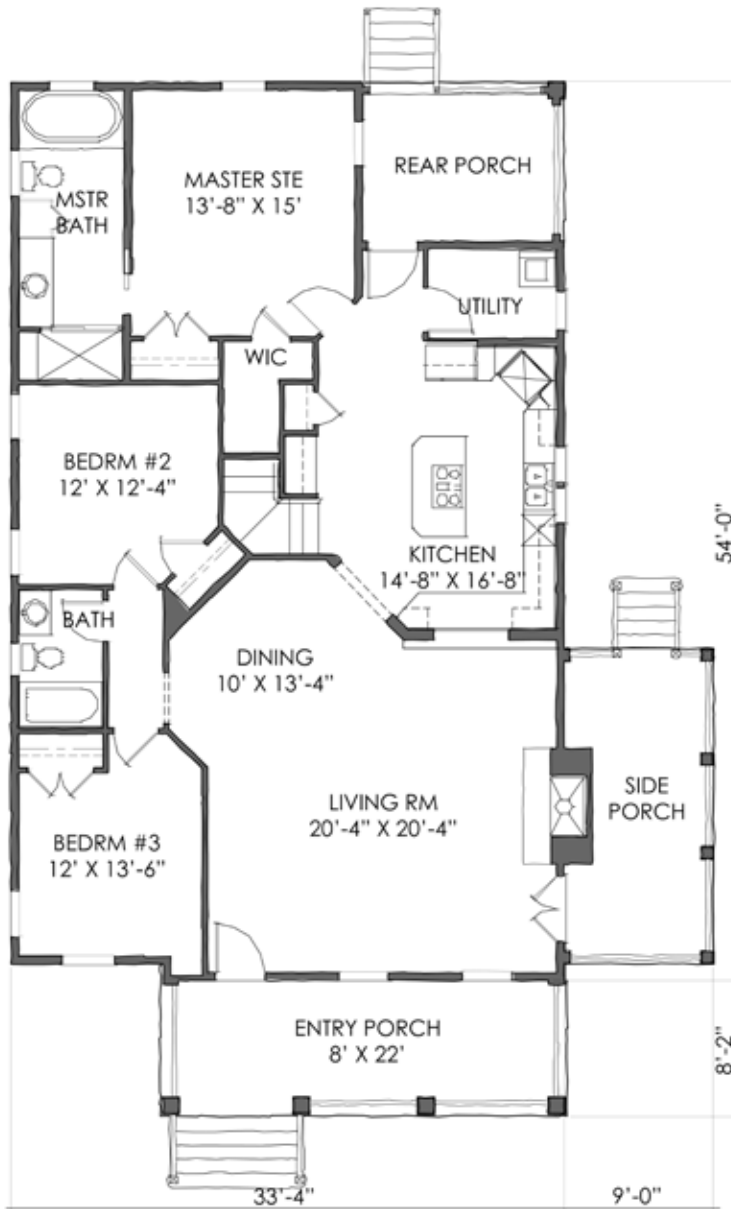 REAR PORCH
MASTER STE
13'-8" X 15'
MSTR
BATH
UTILITY
WIC
BEDRM #2
12' X 12'-4"
KITCHEN
14'-8" X 16'-8"
54'-0"
BATH
DINING
10' X 13'-4"
SIDE
PORCH
LIVING RM
20'-4" X 20'-4"
BEDRM #3
12' X 13'-6"
ENTRY PORCH
8' X 22'
8'-2"
33'-4"
9'-0"